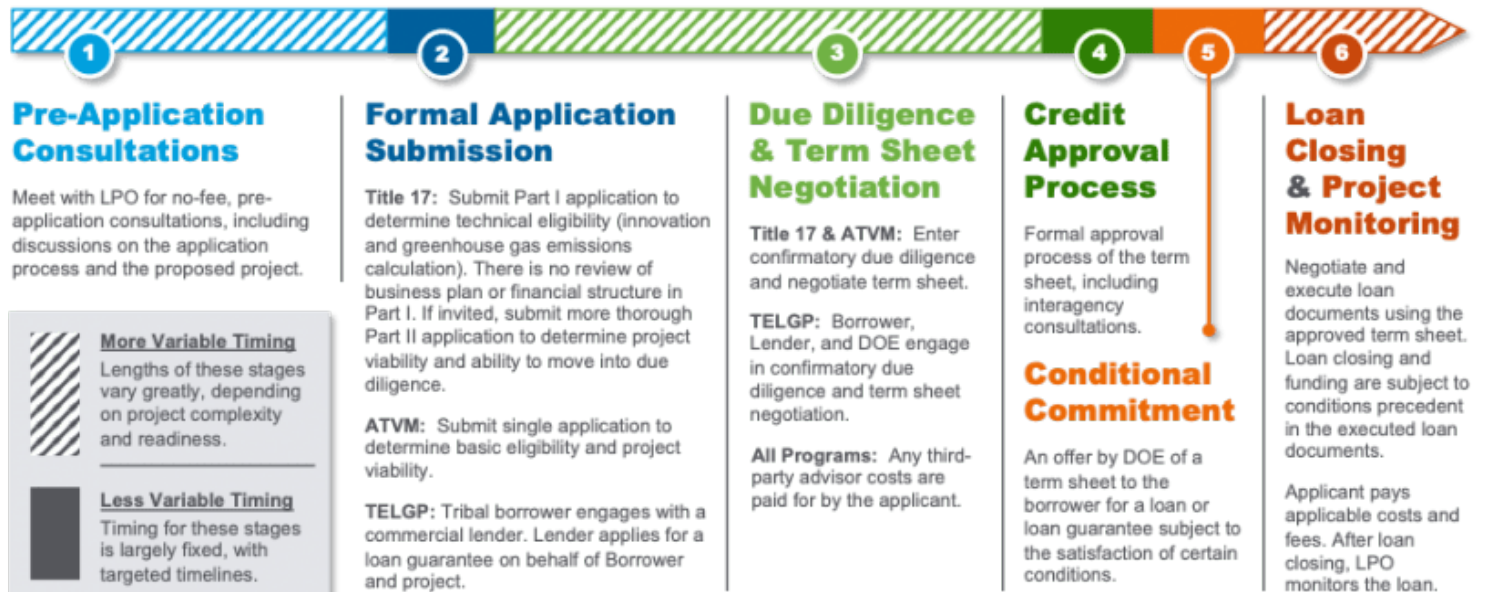 1
2
3
4
5
6
Pre-Application
Consultations
Meet with LPO for no-fee, pre-
application consultations, including
discussions on the application
process and the proposed project.
More Variable Timing
Lengths of these stages
vary greatly, depending
on project complexity
and readiness.
Less Variable Timing
Timing for these stages
is largely fixed, with
targeted timelines.
Formal Application
Submission
Title 17: Submit Part I application to
determine technical eligibility (innovation
and greenhouse gas emissions
calculation). There is no review of
business plan or financial structure in
Part I. If invited, submit more thorough
Part II application to determine project
viability and ability to move into due
diligence.
ATVM: Submit single application to
determine basic eligibility and project
viability.
TELGP: Tribal borrower engages with a
commercial lender. Lender applies for a
loan guarantee on behalf of Borrower
and project.
Due Diligence
& Term Sheet
Negotiation
Title 17 & ATVM: Enter
confirmatory due diligence
and negotiate term sheet.
TELGP: Borrower,
Lender, and DOE engage
in confirmatory due
diligence and term sheet
negotiation.
All Programs: Any third-
party advisor costs are
paid for by the applicant.
Credit
Approval
Process
Formal approval
process of the term
sheet, including
interagency
consultations.
Conditional
Commitment
An offer by DOE of a
term sheet to the
borrower for a loan or
loan guarantee subject to
the satisfaction of certain
conditions.
Loan
Closing
& Project
Monitoring
Negotiate and
execute loan
documents using the
approved term sheet.
Loan closing and
funding are subject to
conditions precedent
in the executed loan
documents.
Applicant pays
applicable costs and
fees. After loan
closing, LPO
monitors the loan.